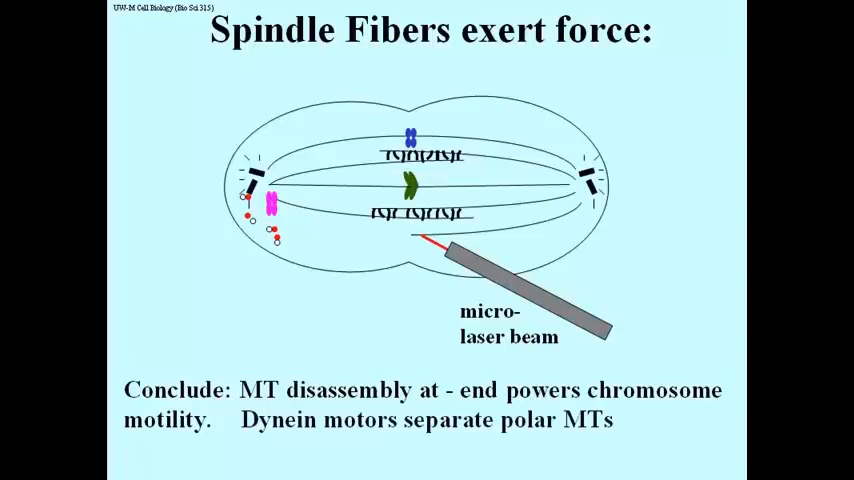 UW-M Cell Biology (Bio Sci 315)
Spindle Fibers exert force:
micro-
laser beam
Conclude: MT disassembly at - end powers chromosome
motility. Dynein motors separate polar MTs